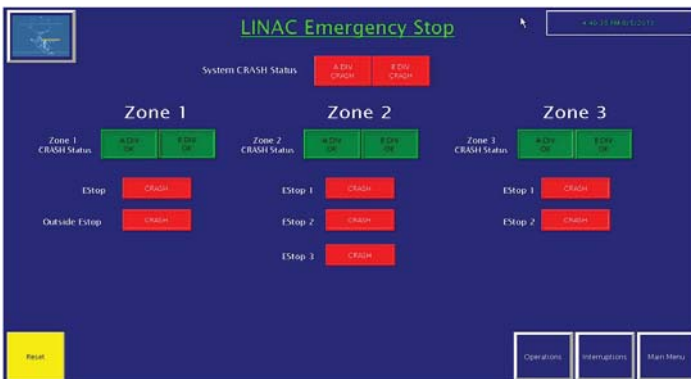 LINAC Emergency Stop
System CRASH Status
A DIV CRASH
B DIV CRASH
Zone 1
Zone 2
Zone 3
Zone 1 CRASH Status
A DIV OK
B DIV OK
Zone 2 CRASH Status
A DIV OK
B DIV OK
Zone 3 CRASH Status
A DIV OK
B DIV OK
EStop
CRASH
EStop 1
CRASH
EStop 1
CRASH
Outside Estop
CRASH
EStop 2
CRASH
EStop 2
CRASH
EStop 3
CRASH
Reset
Operations
Interruptions
Main Menu